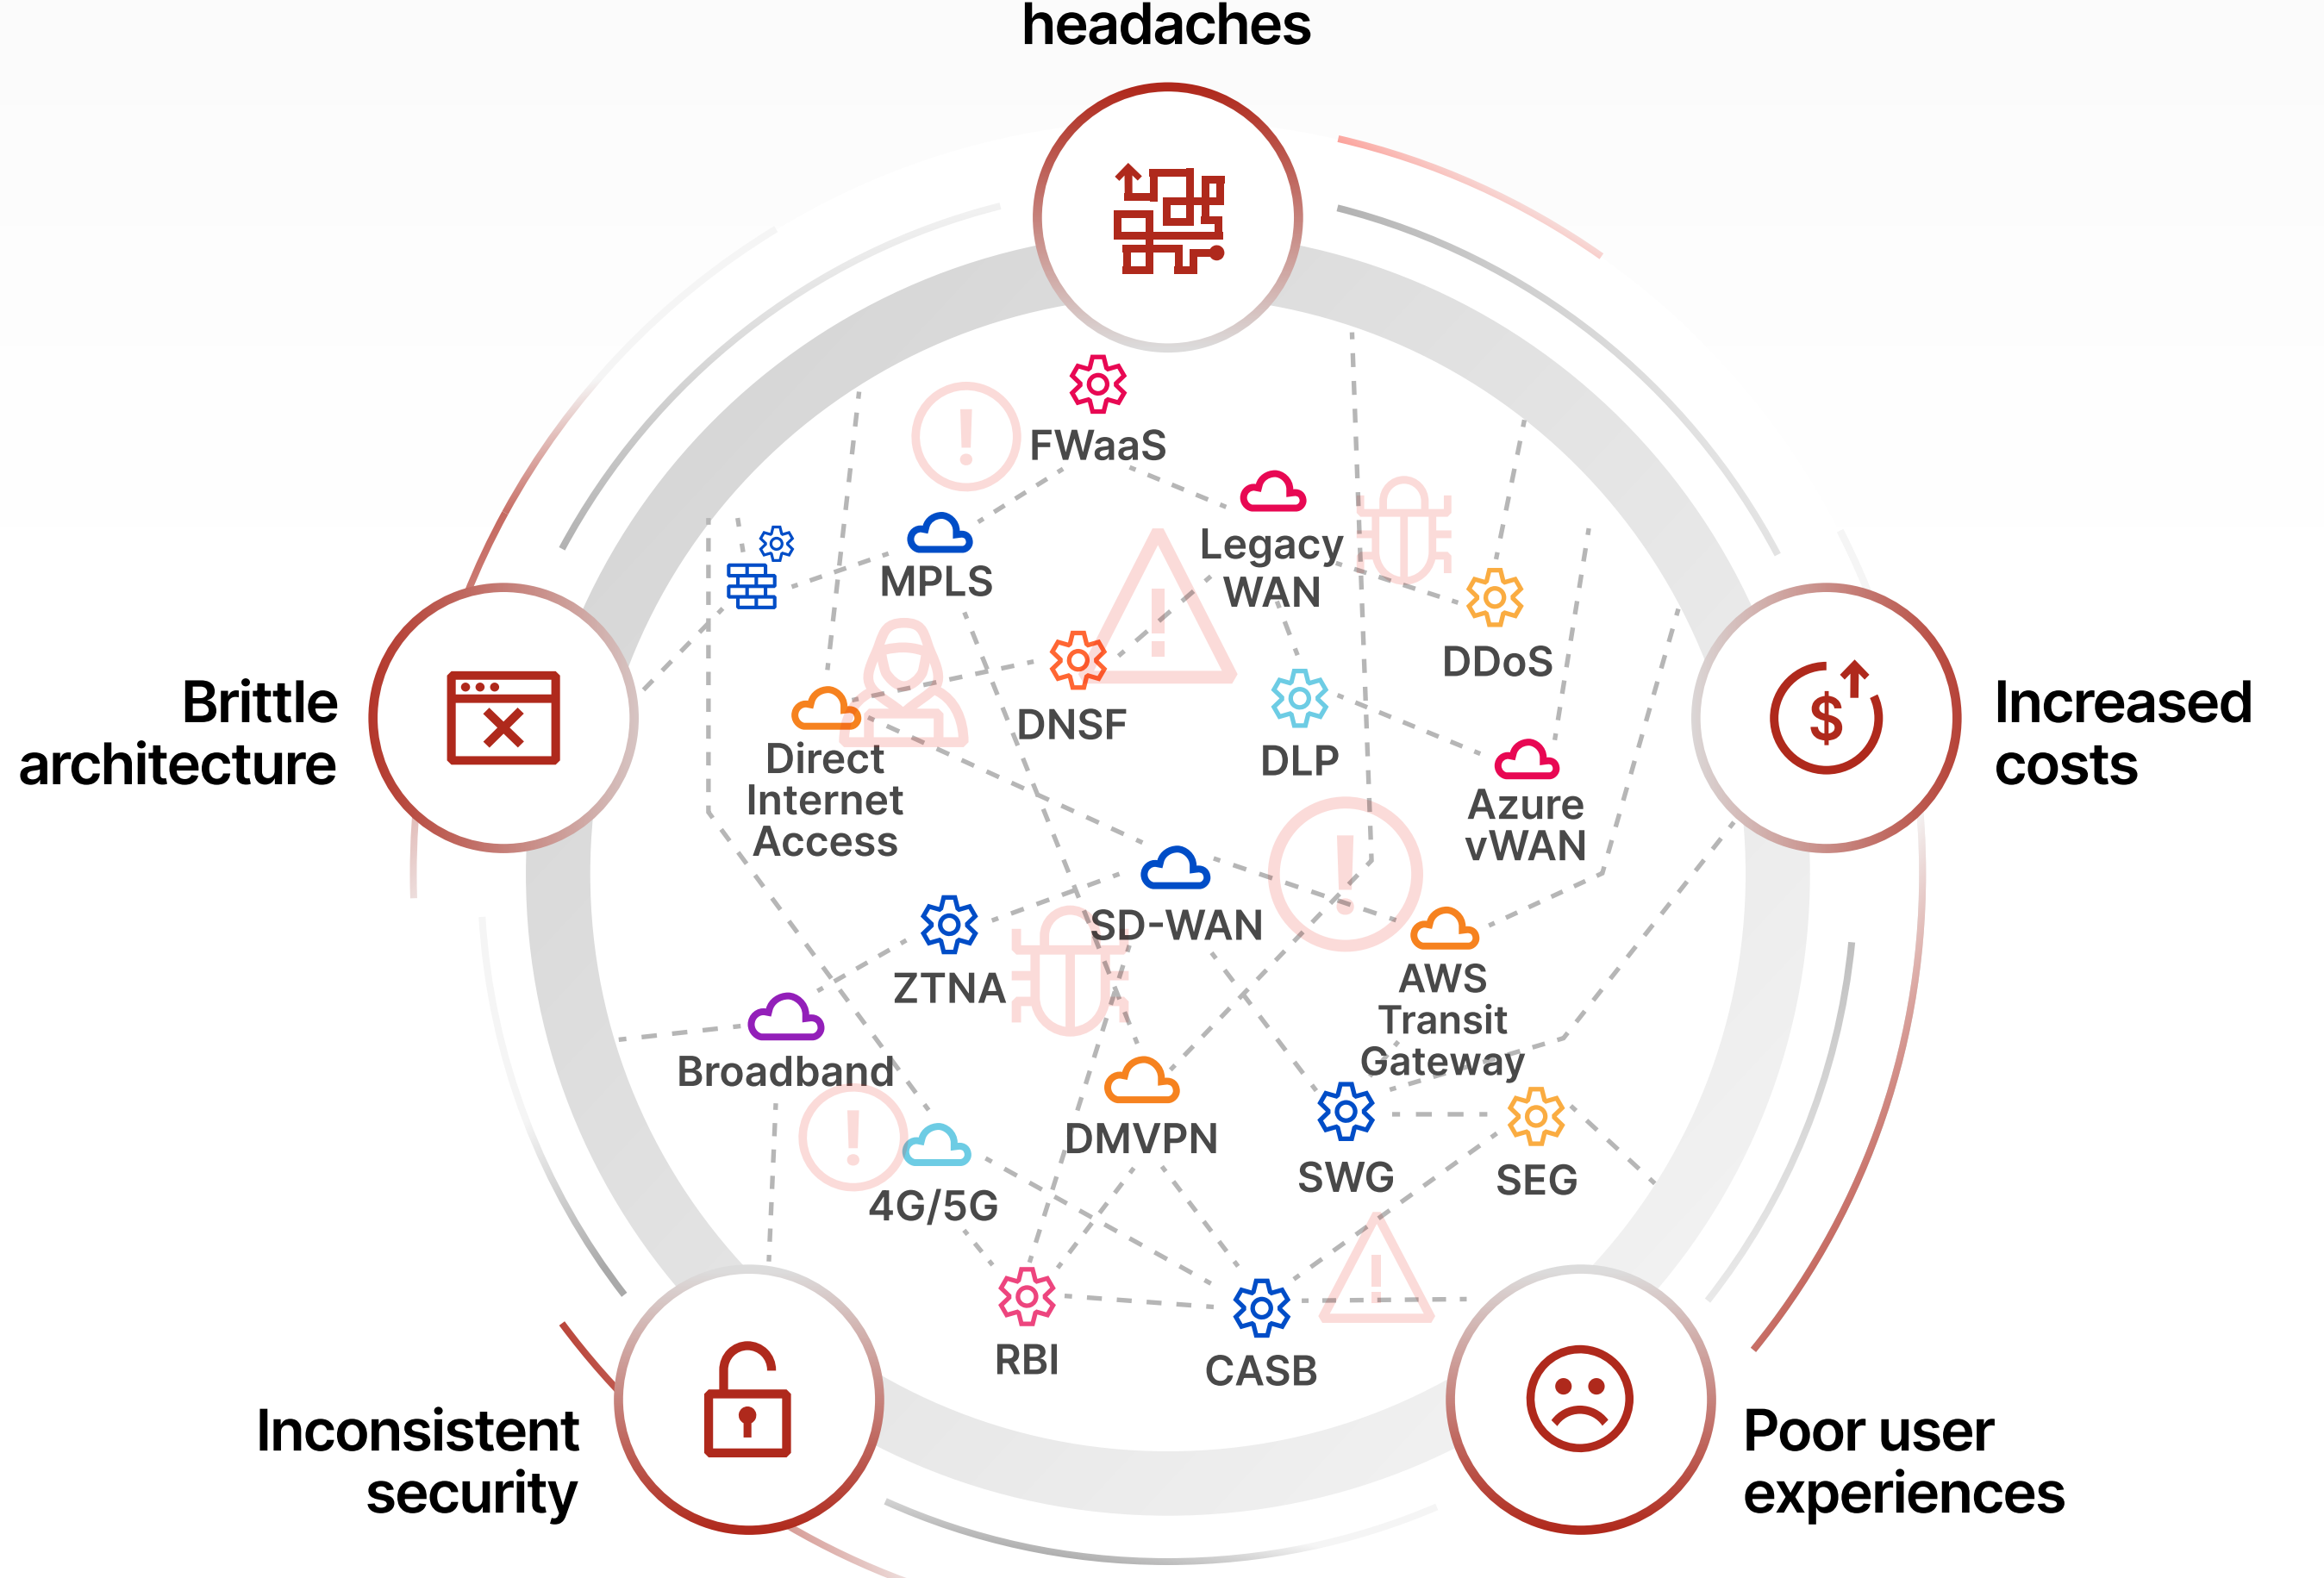 headaches
FWaaS
Legacy
WAN
MPLS
DDoS
DNSF
DLP
Brittle
architecture
Increased
costs
Direct
Internet
Access
Azure
vWAN
SD-WAN
ZTNA
AWS
Transit
Gateway
Broadband
DMVPN
SWG
SEG
4G/5G
RBI
CASB
Inconsistent
security
Poor user
experiences